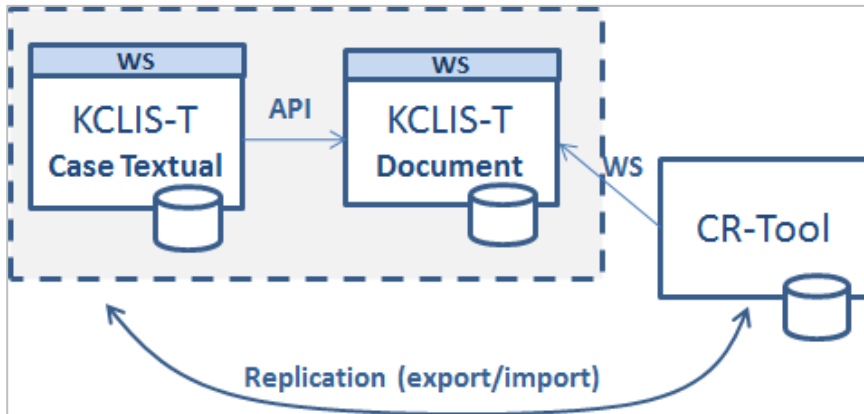 WS
KCLIS-T
Case Textual
API
WS
KCLIS-T
Document
WS
CR-Tool
Replication (export/import)